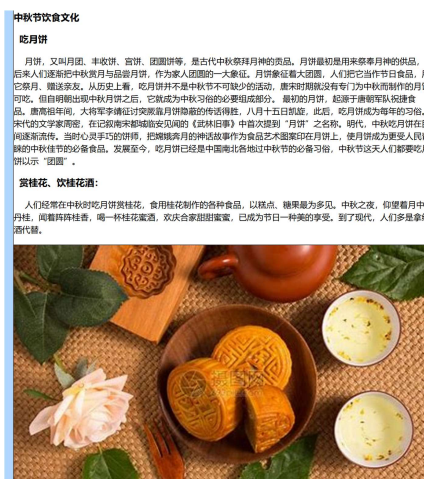 中秋节饮食文化
吃月饼
月饼，又叫月团、丰收饼、宫饼、团圆饼等，是古代中秋祭拜月神的贡品。月饼最初是用来祭奉月神的供品，
后来人们逐渐把中秋赏月与品尝月饼，作为家人团圆的一大象征。月饼象征着大团圆，人们把它当作节日食品，
它祭月、赠送亲友。从历史上看，吃月饼并不是中秋节不可缺少的活动，唐宋时期就没有专门为中秋而制作的月
可吃。但自明朝出现中秋月饼之后，它就成为中秋习俗的必要组成部分。 最初的月饼，起源于唐朝军队祝捷食
品。唐高祖年间，大将军李靖征讨突厥靠月饼隐蔽的传话得胜，八月十五日凯旋，此后，吃月饼成为每年的习俗。
宋代的文学家周密，在记叙南宋都城临安见闻的《武林旧事》中首次提到“月饼”之名称。明代，中秋吃月饼在
间逐渐流传。当时心灵手巧的饼师，把嫦娥奔月的神话故事作为食品艺术图案印在月饼上，使月饼成为更受人民
睐的中秋佳节的必备食品。发展至今，吃月饼已经是中国南北各地过中秋节的必备习俗，中秋节这天人们都要吃
饼以示“团圆”。
赏桂花、饮桂花酒：
人们经常在中秋时吃月饼赏桂花，食用桂花制作的各种食品，以糕点、糖果最为多见。中秋之夜，仰望着月中
丹桂，闻着阵阵桂香，喝一杯桂花蜜酒，欢庆合家甜甜蜜蜜，已成为节日一种美的享受。到了现代，人们多是拿
酒代替。
摄图网